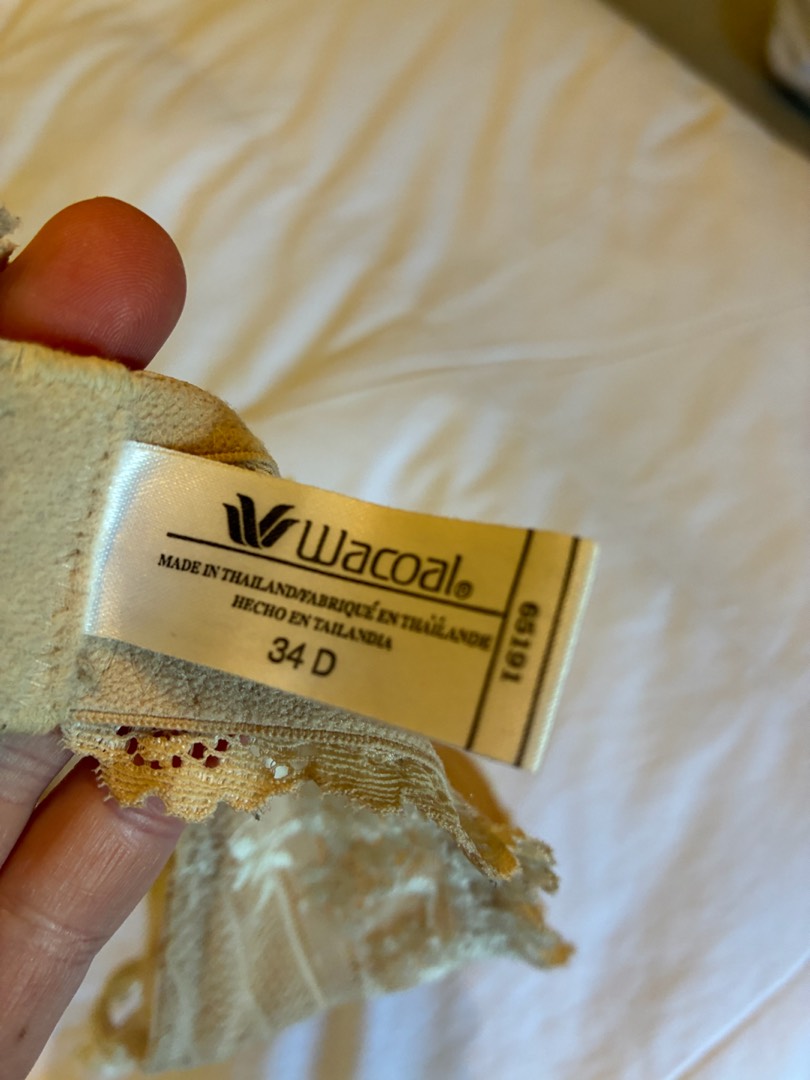 Wacoal®
MADE IN THAILAND/FABRIQUÉ EN THAÏLANDE
HECHO EN TAILANDIA
34 D
65191